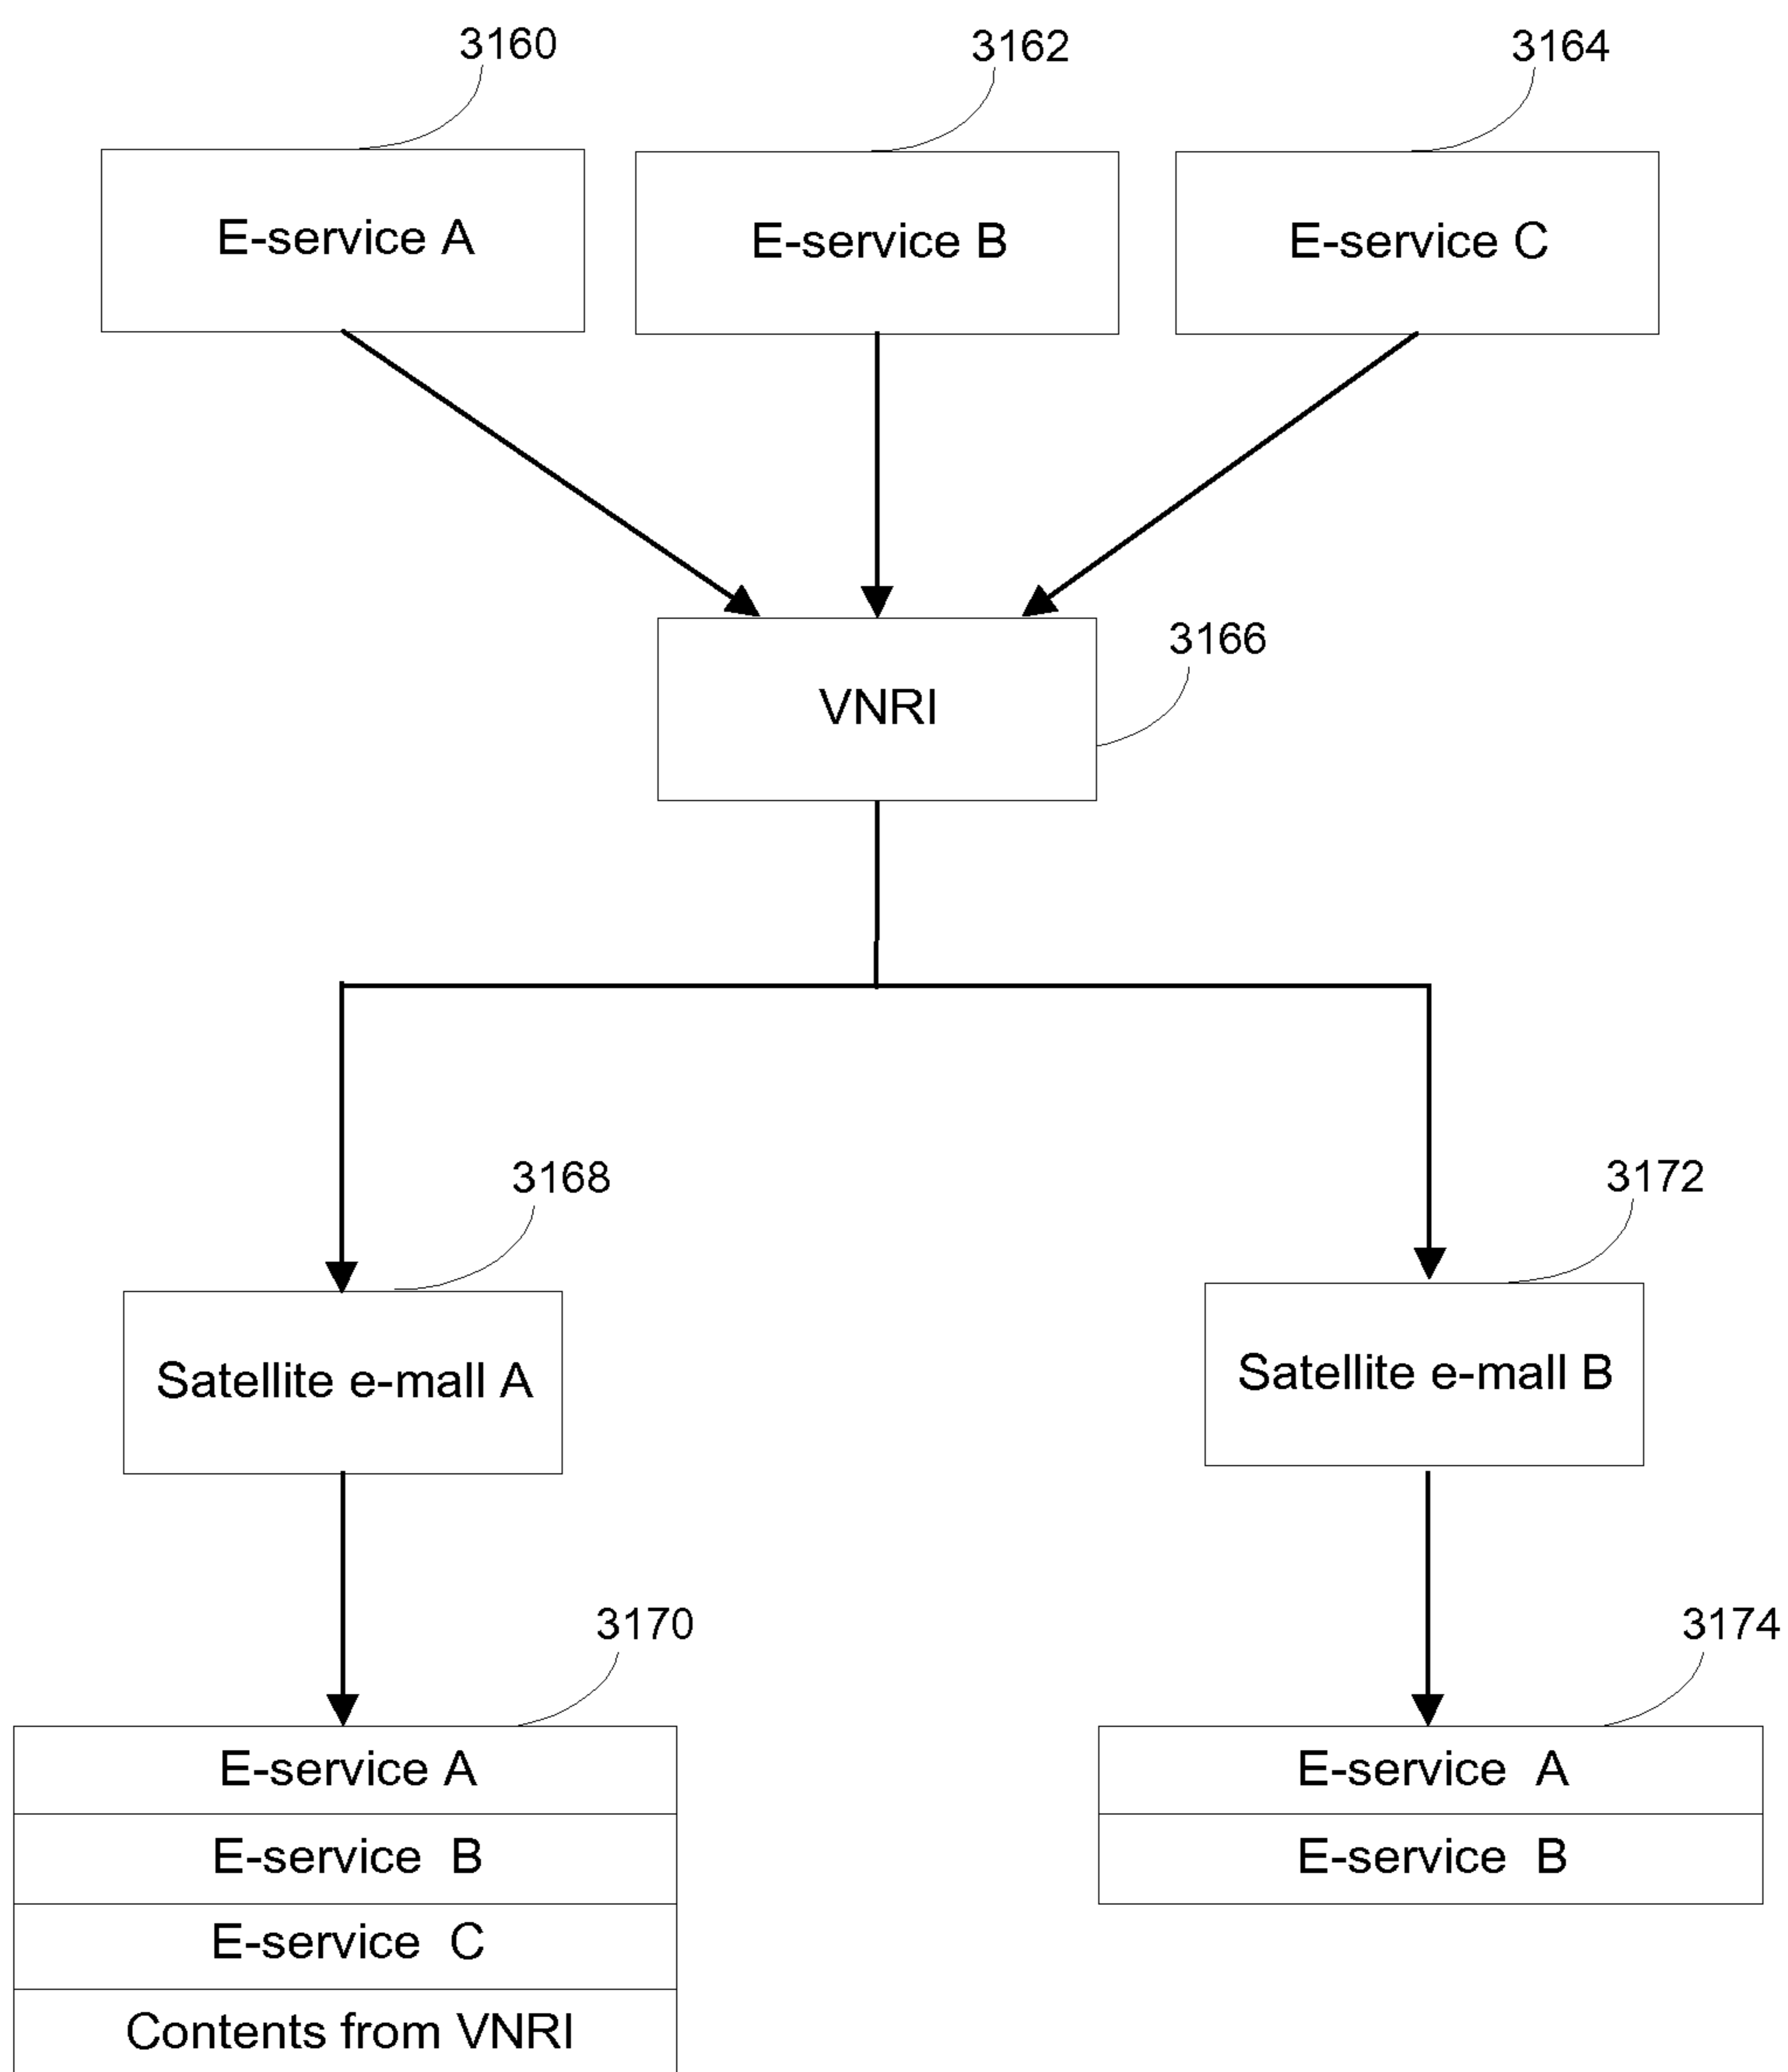 3160
3162
3164
E-service A
E-service B
E-service C
VNRI
3166
3168
3172
Satellite e-mall A
Satellite e-mall B
3170
3174
E-service A
E-service B
E-service C
Contents from VNRI
E-service A
E-service B